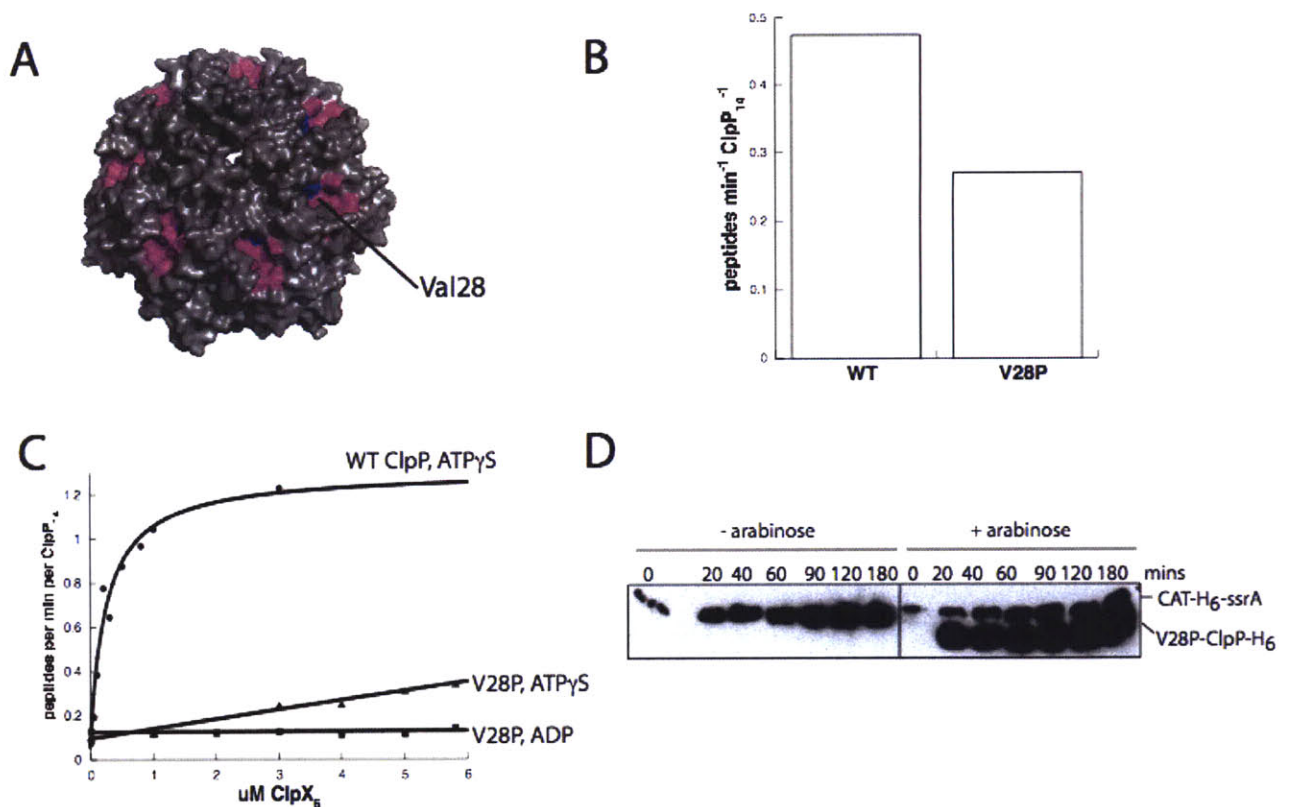 A
Val28
B
peptides min-1 ClpP14-1
0.5
0.4
0.3
0.2
0.1
0
WT
V28P
C
WT ClpP, ATPγS
peptides per min per ClpP
1.2
1
0.8
0.6
0.4
0.2
0
V28P, ATPγS
V28P, ADP
0 1 2 3 4 5 6
uM ClpX6
D
- arabinose + arabinose
0 20 40 60 90 120 180 0 20 40 60 90 120 180 mins
CAT-H6-ssrA
V28P-ClpP-H6